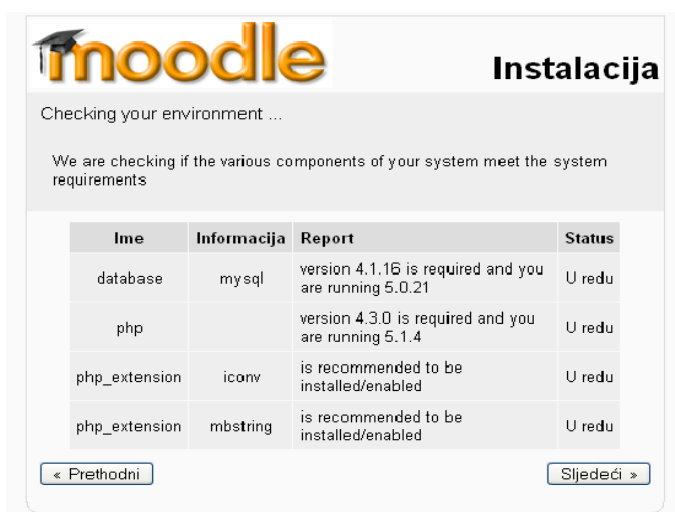 moodle
Instalacija
Checking your environment ...
We are checking if the various components of your system meet the system
requirements
Ime Informacija Report Status
database mysql version 4.1.16 is required and you
are running 5.0.21 U redu
php version 4.3.0 is required and you
are running 5.1.4 U redu
php_extension iconv is recommended to be
installed/enabled U redu
php_extension mbstring is recommended to be
installed/enabled U redu
« Prethodni
Sljedeći »